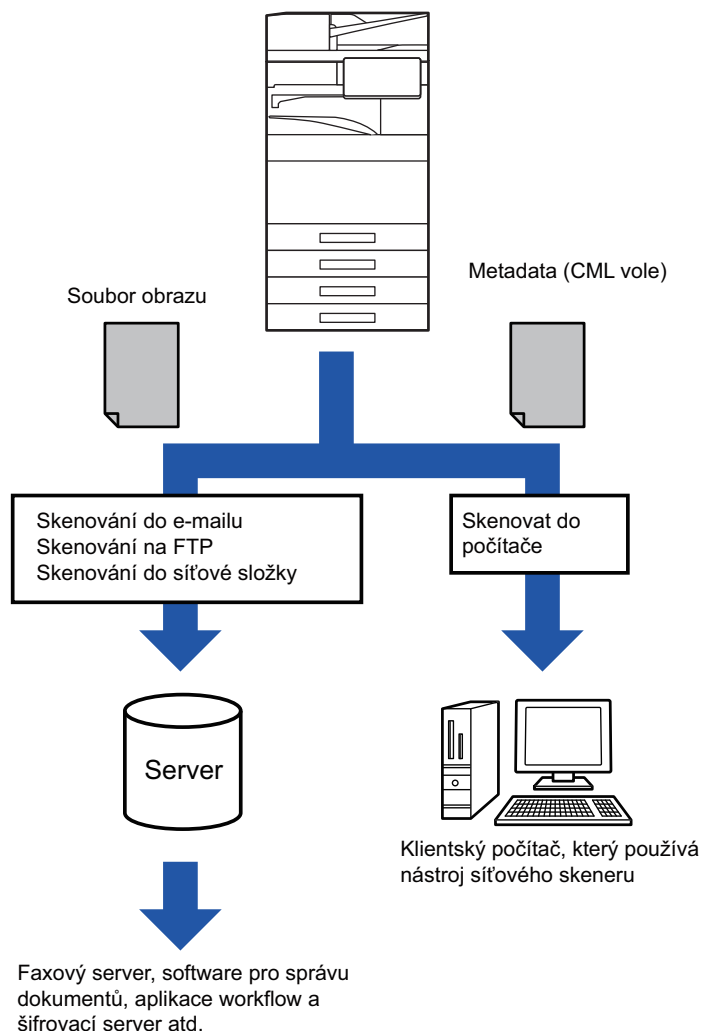 Metadata (CML vole)
Soubor obrazu
Skenování do e-mailu
Skenování na FTP
Skenování do síťové složky
Skenovat do
počítače
Server
Klientský počítač, který používá
nástroj síťového skeneru
Faxový server, software pro správu
dokumentů, aplikace workflow a
šifrovací server atd.